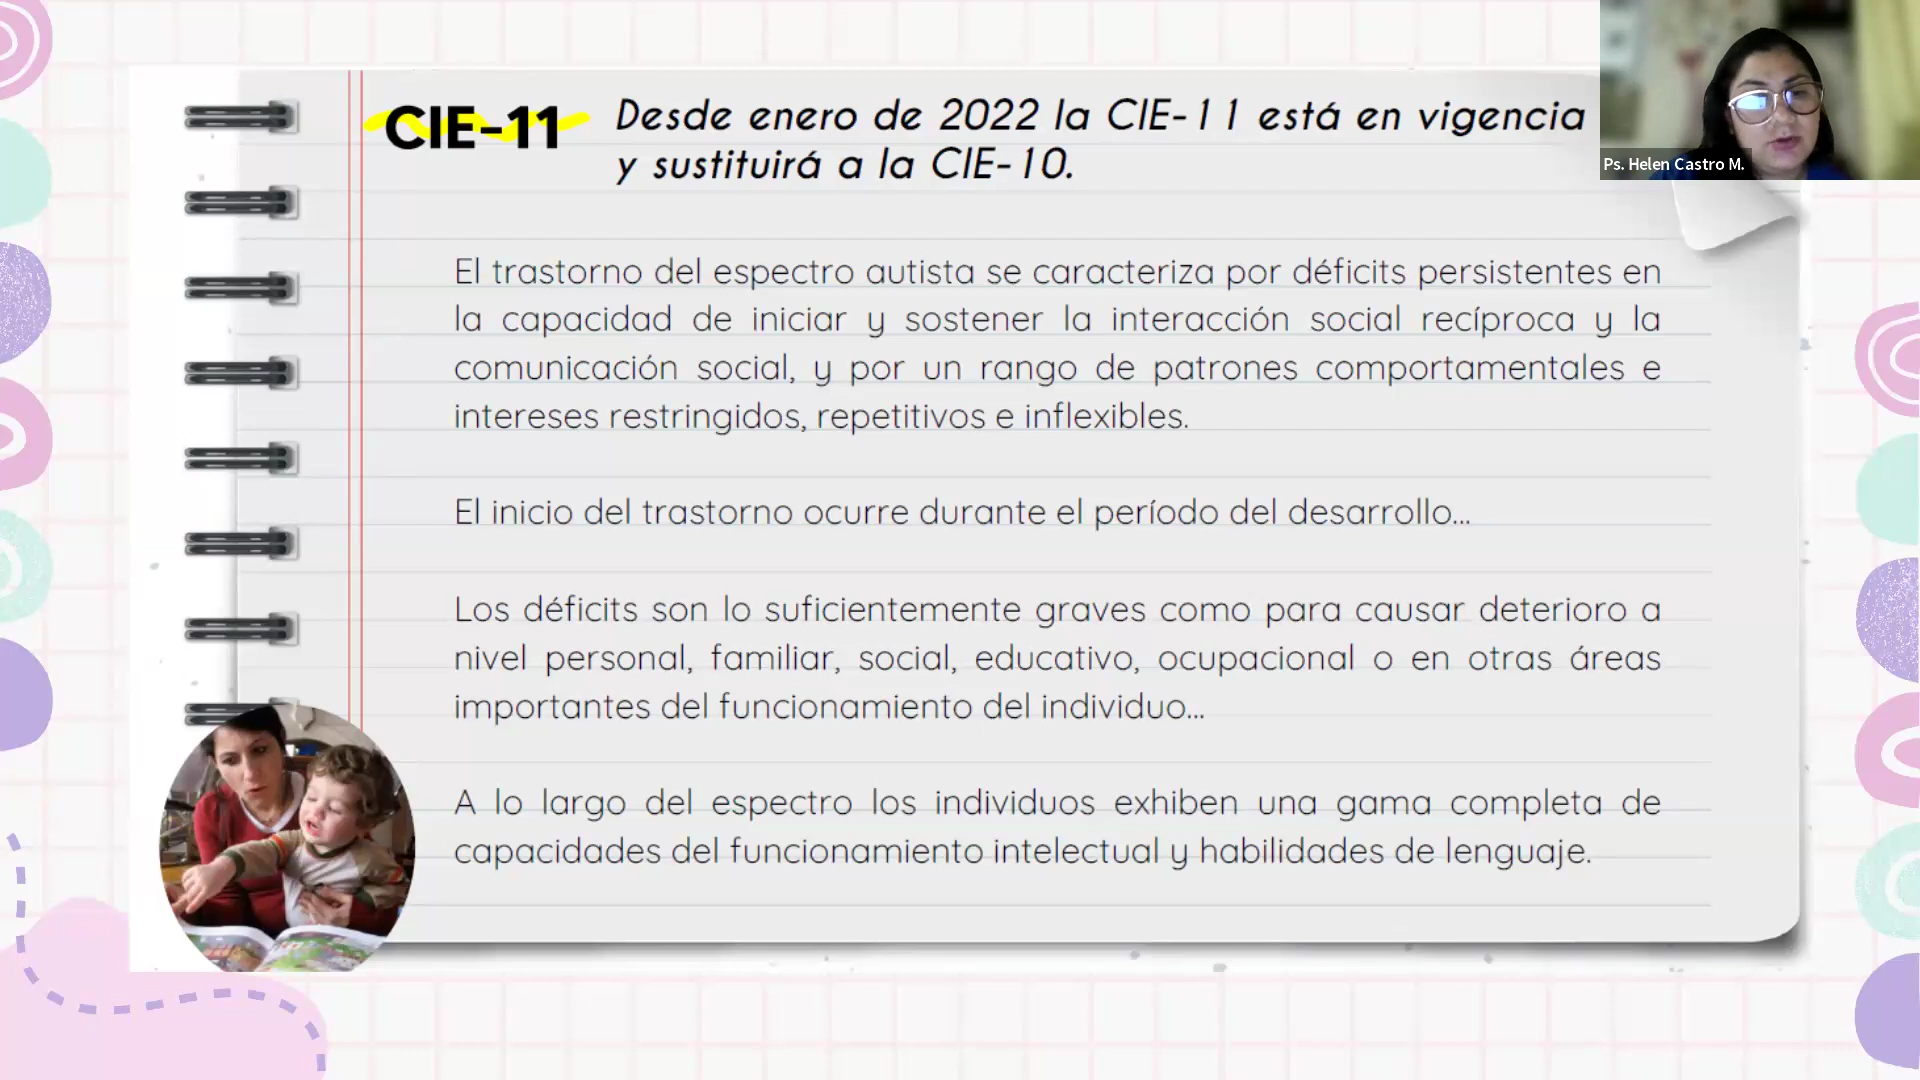 CIE-11
Desde enero de 2022 la CIE-11 está en vigencia
y sustituirá a la CIE-10.
Ps. Helen Castro M.
El trastorno del espectro autista se caracteriza por déficits persistentes en
la capacidad de iniciar y sostener la interacción social recíproca y la
comunicación social, y por un rango de patrones comportamentales e
intereses restringidos, repetitivos e inflexibles.
El inicio del trastorno ocurre durante el período del desarrollo...
Los déficits son lo suficientemente graves como para causar deterioro a
nivel personal, familiar, social, educativo, ocupacional o en otras áreas
importantes del funcionamiento del individuo...
A lo largo del espectro los individuos exhiben una gama completa de
capacidades del funcionamiento intelectual y habilidades de lenguaje.